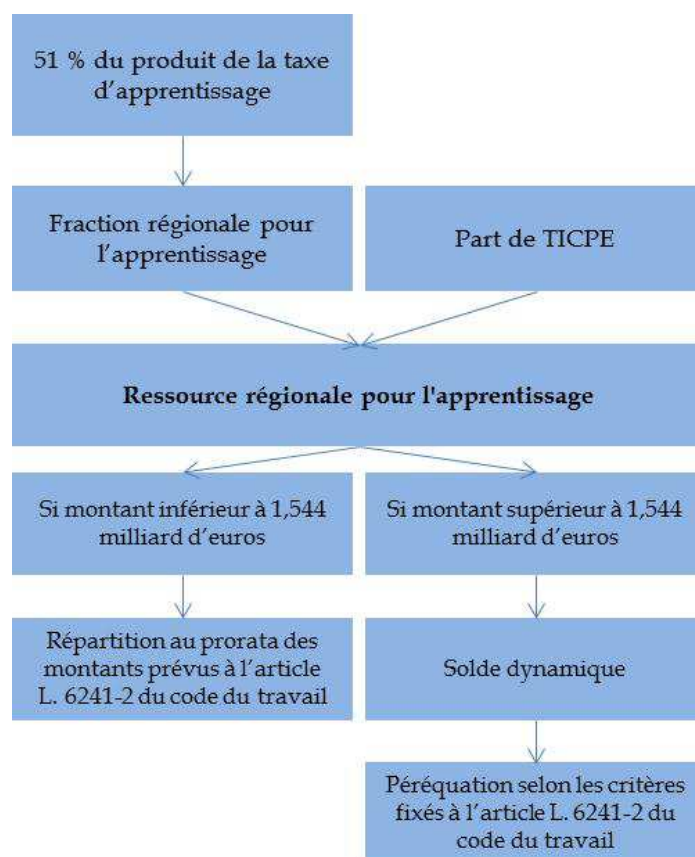 51 % du produit de la taxe
d’apprentissage
Fraction régionale pour
l’apprentissage
Part de TICPE
Ressource régionale pour l'apprentissage
Si montant inférieur à 1,544
milliard d’euros
Si montant supérieur à 1,544
milliard d’euros
Répartition au prorata des
montants prévus à l’article
L. 6241-2 du code du travail
Solde dynamique
Péréquation selon les critères
fixés à l’article L. 6241-2 du
code du travail